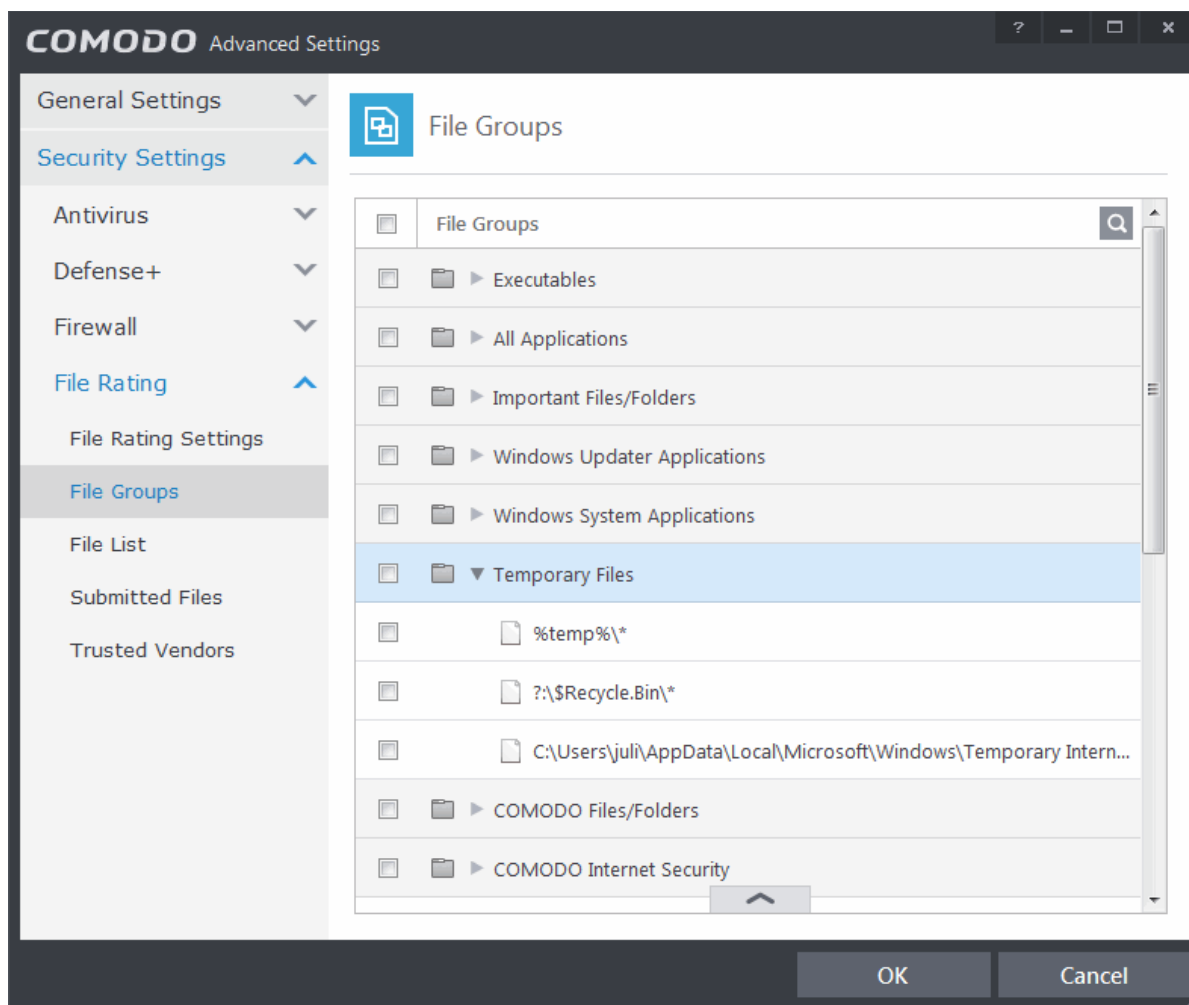 COMODO Advanced Settings
?
General Settings
Security Settings
Antivirus
Defense+
Firewall
File Rating
File Rating Settings
File Groups
File List
Submitted Files
Trusted Vendors
File Groups
File Groups
Executables
All Applications
Important Files/Folders
Windows Updater Applications
Windows System Applications
Temporary Files
%temp%\*
?:\$Recycle.Bin\*
C:\Users\juli\AppData\Local\Microsoft\Windows\Temporary Intern...
COMODO Files/Folders
COMODO Internet Security
OK
Cancel